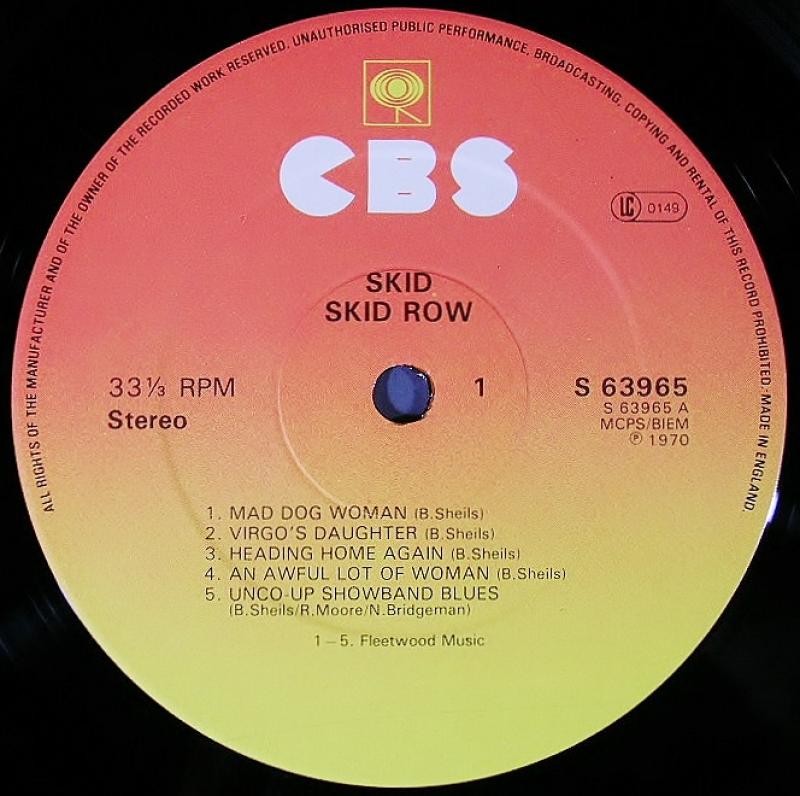 ALL RIGHTS OF THE MANUFACTURER AND OF THE OWNER OF THE RECORDED WORK RESERVED. UNAUTHORISED PUBLIC PERFORMANCE, BROADCASTING, COPYING AND RENTAL OF THIS RECORD PROHIBITED. MADE IN ENGLAND.
CBS
LC 0149
SKID
SKID ROW
33⅓ RPM
Stereo
1
S 63965
S 63965 A
MCPS/BIEM
Ⓟ 1970
1. MAD DOG WOMAN (B.Sheils)
2. VIRGO'S DAUGHTER (B.Sheils)
3. HEADING HOME AGAIN (B.Sheils)
4. AN AWFUL LOT OF WOMAN (B.Sheils)
5. UNCO-UP SHOWBAND BLUES
(B.Sheils/R.Moore/N.Bridgeman)
1–5. Fleetwood Music